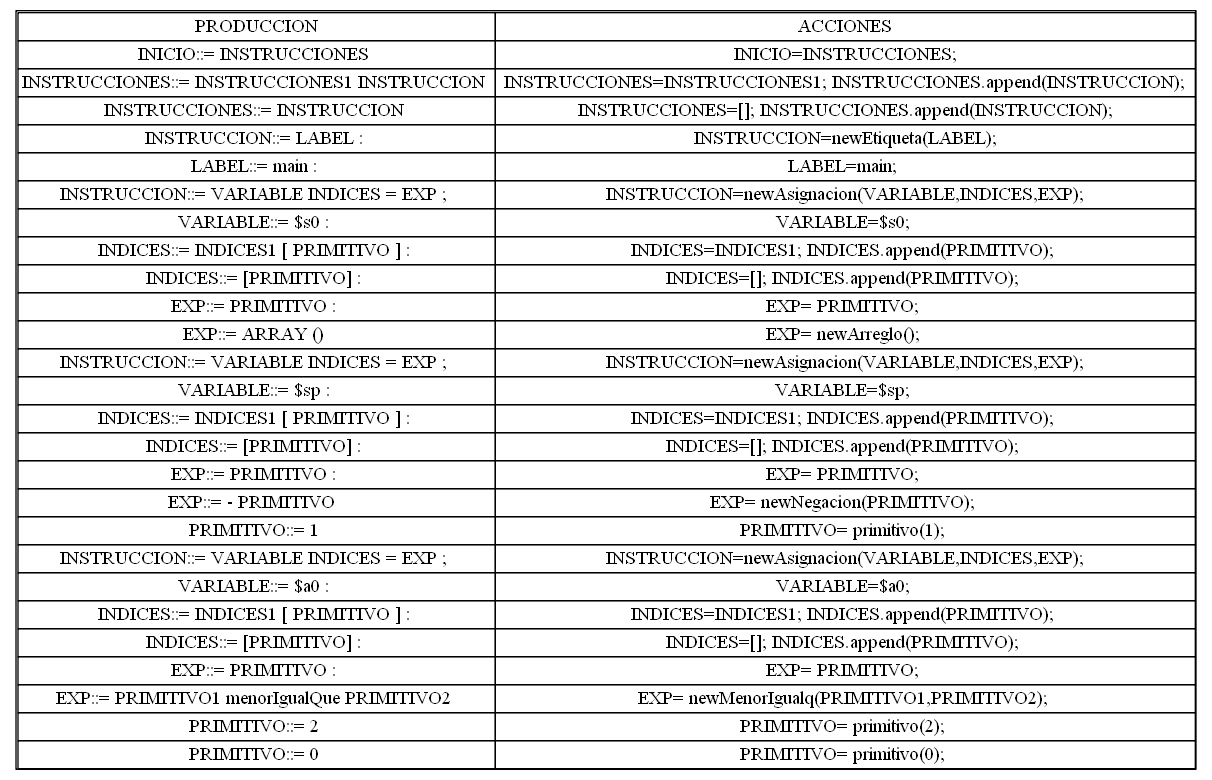 PRODUCCION ACCIONES
INICIO::= INSTRUCCIONES INICIO=INSTRUCCIONES;
INSTRUCCIONES::= INSTRUCCIONES1 INSTRUCCION INSTRUCCIONES=INSTRUCCIONES1; INSTRUCCIONES.append(INSTRUCCION);
INSTRUCCIONES::= INSTRUCCION INSTRUCCIONES=[]; INSTRUCCIONES.append(INSTRUCCION);
INSTRUCCION::= LABEL : INSTRUCCION=newEtiqueta(LABEL);
LABEL::= main : LABEL=main;
INSTRUCCION::= VARIABLE INDICES = EXP ; INSTRUCCION=newAsignacion(VARIABLE,INDICES,EXP);
VARIABLE::= $s0 : VARIABLE=$s0;
INDICES::= INDICES1 [ PRIMITIVO ] : INDICES=INDICES1; INDICES.append(PRIMITIVO);
INDICES::= [PRIMITIVO] : INDICES=[]; INDICES.append(PRIMITIVO);
EXP::= PRIMITIVO : EXP= PRIMITIVO;
EXP::= ARRAY () EXP= newArreglo();
INSTRUCCION::= VARIABLE INDICES = EXP ; INSTRUCCION=newAsignacion(VARIABLE,INDICES,EXP);
VARIABLE::= $sp : VARIABLE=$sp;
INDICES::= INDICES1 [ PRIMITIVO ] : INDICES=INDICES1; INDICES.append(PRIMITIVO);
INDICES::= [PRIMITIVO] : INDICES=[]; INDICES.append(PRIMITIVO);
EXP::= PRIMITIVO : EXP= PRIMITIVO;
EXP::= - PRIMITIVO EXP= newNegacion(PRIMITIVO);
PRIMITIVO::= 1 PRIMITIVO= primitivo(1);
INSTRUCCION::= VARIABLE INDICES = EXP ; INSTRUCCION=newAsignacion(VARIABLE,INDICES,EXP);
VARIABLE::= $a0 : VARIABLE=$a0;
INDICES::= INDICES1 [ PRIMITIVO ] : INDICES=INDICES1; INDICES.append(PRIMITIVO);
INDICES::= [PRIMITIVO] : INDICES=[]; INDICES.append(PRIMITIVO);
EXP::= PRIMITIVO : EXP= PRIMITIVO;
EXP::= PRIMITIVO1 menorIgualQue PRIMITIVO2 EXP= newMenorIgualq(PRIMITIVO1,PRIMITIVO2);
PRIMITIVO::= 2 PRIMITIVO= primitivo(2);
PRIMITIVO::= 0 PRIMITIVO= primitivo(0);